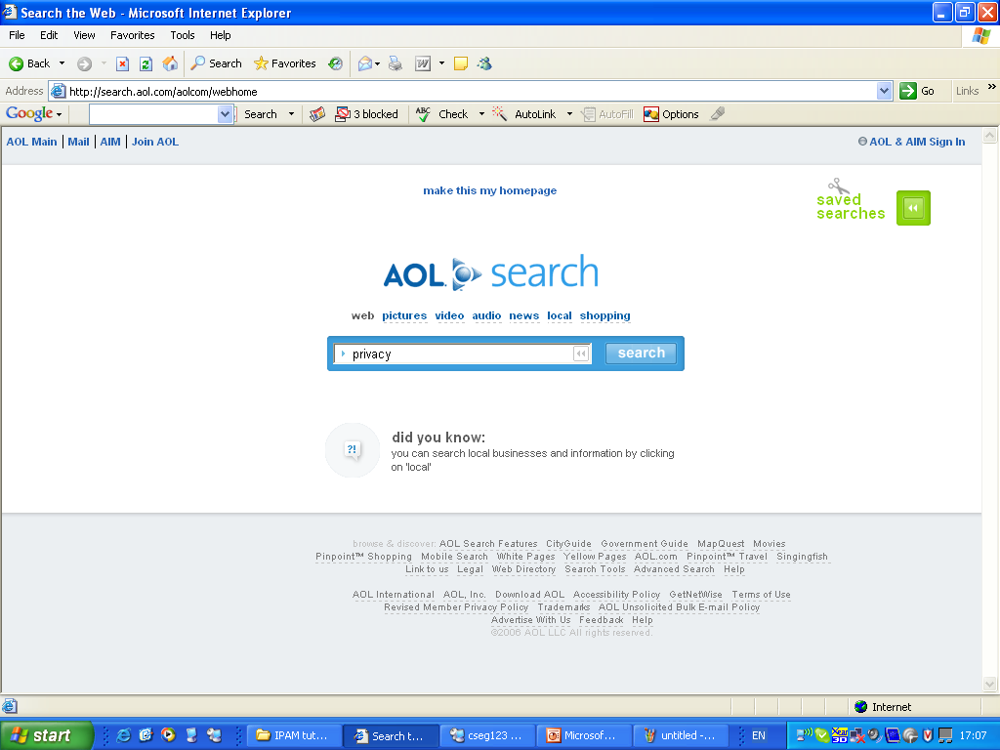 Search the Web - Microsoft Internet Explorer
File Edit View Favorites Tools Help
Back Search Favorites
Address http://search.aol.com/aolcom/webhome Go Links »
Google Search 3 blocked ABC Check AutoLink AutoFill Options
AOL Main | Mail | AIM | Join AOL AOL & AIM Sign In
make this my homepage
saved
searches
AOL search
web pictures video audio news local shopping
privacy search
?! did you know:
you can search local businesses and information by clicking
on 'local'
browse & discover: AOL Search Features CityGuide Government Guide MapQuest Movies
Pinpoint™ Shopping Mobile Search White Pages Yellow Pages AOL.com Pinpoint™ Travel Singingfish
Link to us Legal Web Directory Search Tools Advanced Search Help
AOL International AOL, Inc. Download AOL Accessibility Policy GetNetWise Terms of Use
Revised Member Privacy Policy Trademarks AOL Unsolicited Bulk E-mail Policy
Advertise With Us Feedback Help
©2006 AOL LLC All rights reserved.
Internet
start IPAM tut... Search t... cseg123 ... Microsof... untitled -... EN 17:07